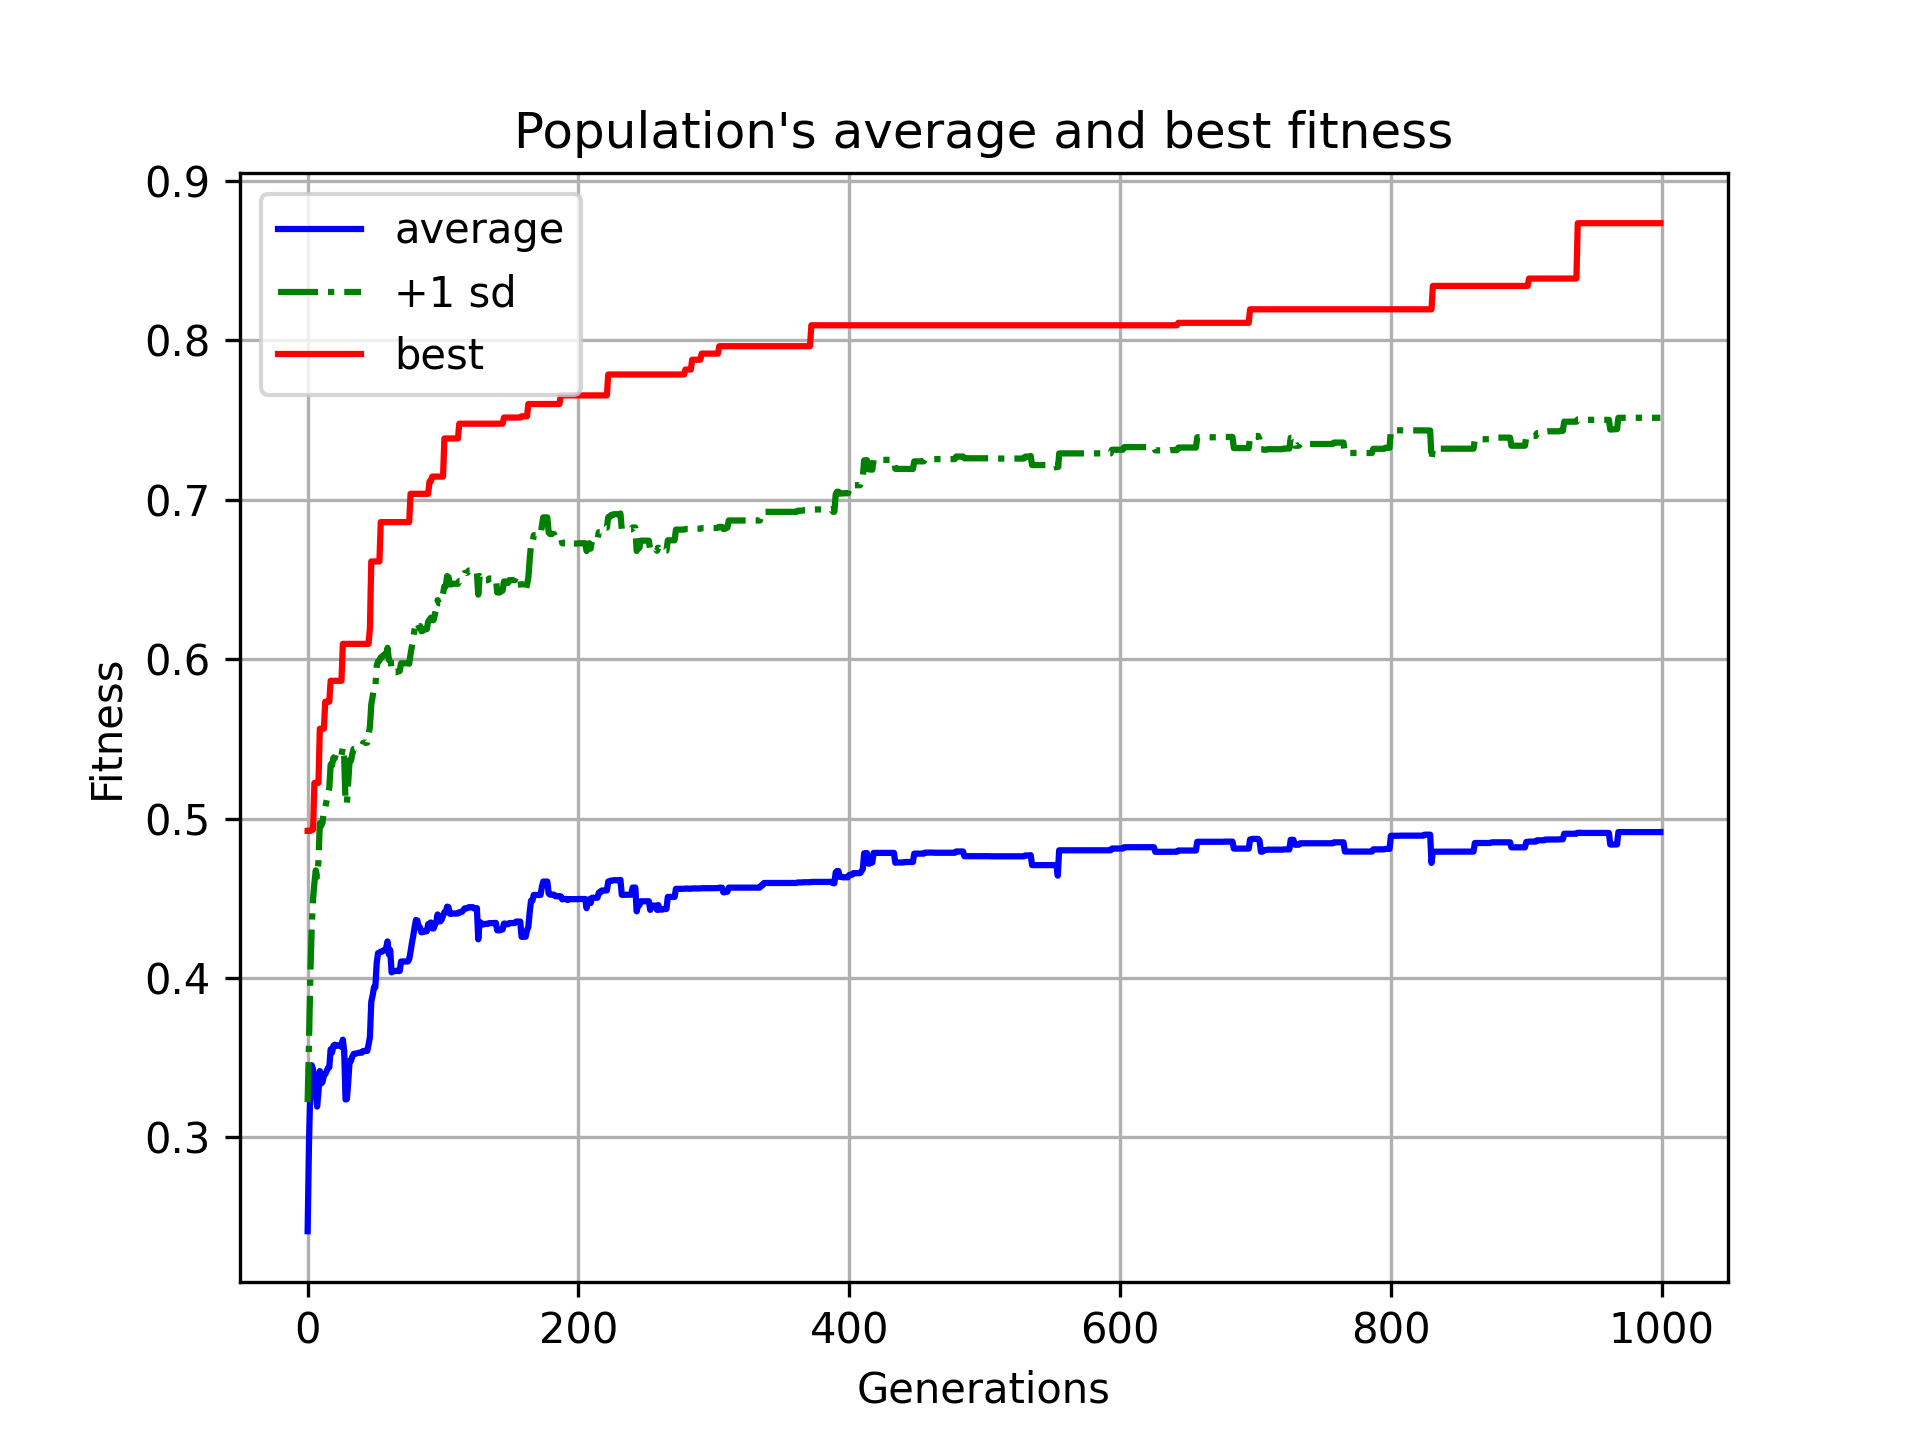 Population's average and best fitness
average
+1 sd
best
0.9
0.8
0.7
0.6
0.5
0.4
0.3
Fitness
0 200 400 600 800 1000
Generations